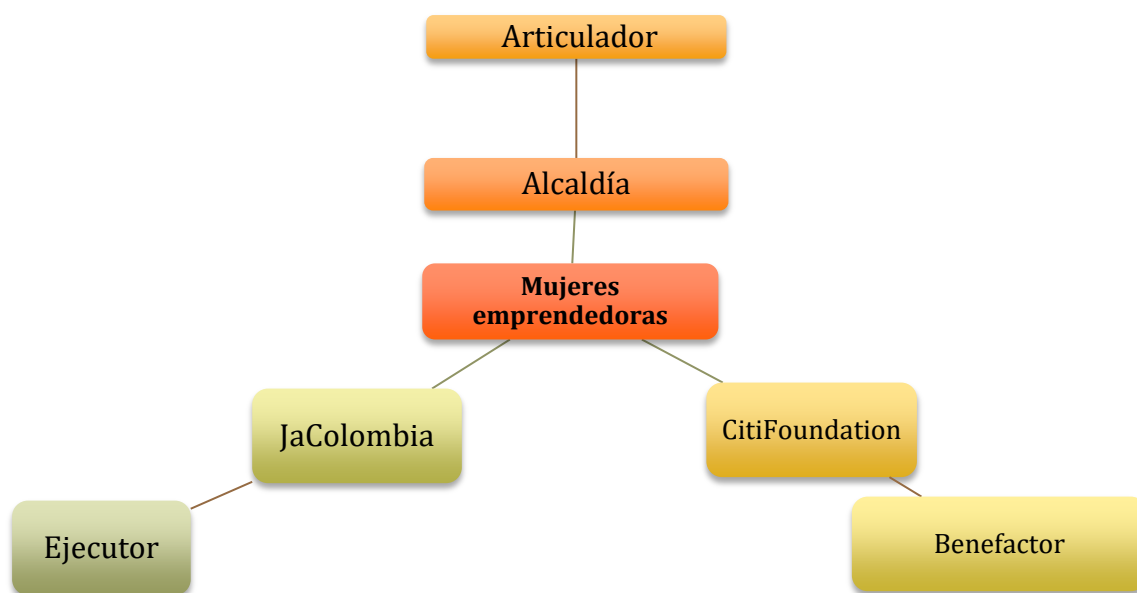 Articulador
Alcaldía
Mujeres
emprendedoras
JaColombia
CitiFoundation
Ejecutor
Benefactor